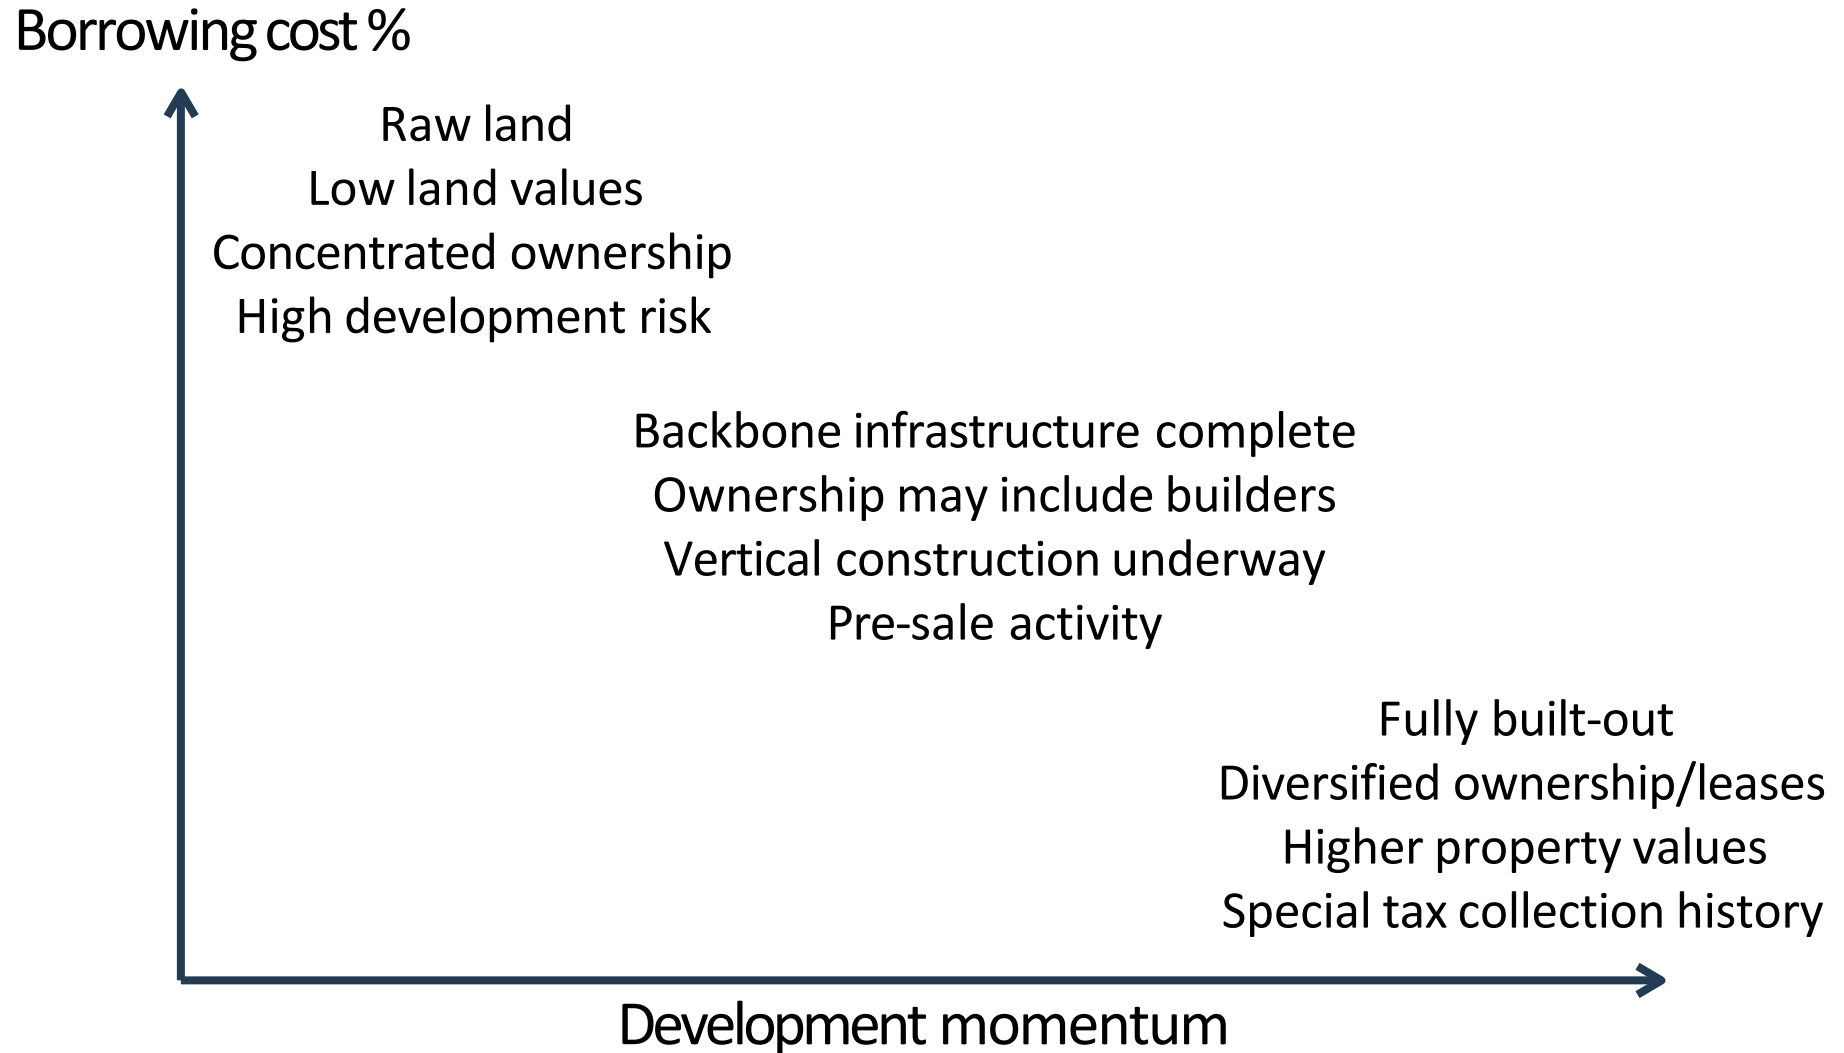 Borrowing cost %
Raw land
Low land values
Concentrated ownership
High development risk
Backbone infrastructure complete
Ownership may include builders
Vertical construction underway
Pre-sale activity
Fully built-out
Diversified ownership/leases
Higher property values
Special tax collection history
Development momentum